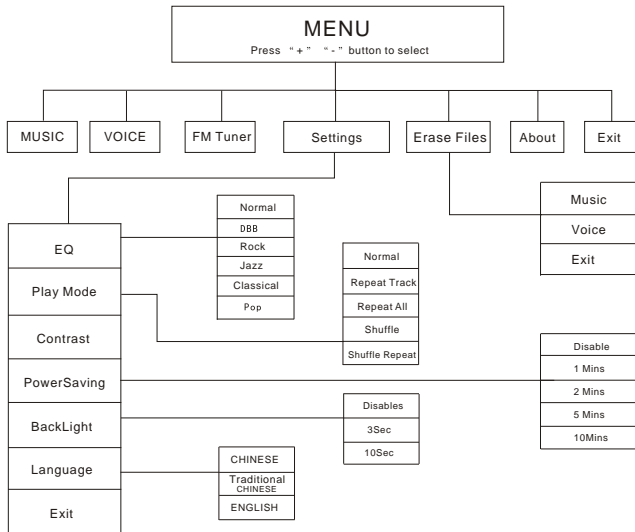 MENU
Press "+" "-" button to select
MUSIC
VOICE
FM Tuner
Settings
Erase Files
About
Exit
Music
Voice
Exit
EQ
Play Mode
Contrast
PowerSaving
BackLight
Language
Exit
Normal
DBB
Rock
Jazz
Classical
Pop
Normal
Repeat Track
Repeat All
Shuffle
Shuffle Repeat
Disable
1 Mins
2 Mins
5 Mins
10Mins
Disables
3Sec
10Sec
CHINESE
Traditional
CHINESE
ENGLISH